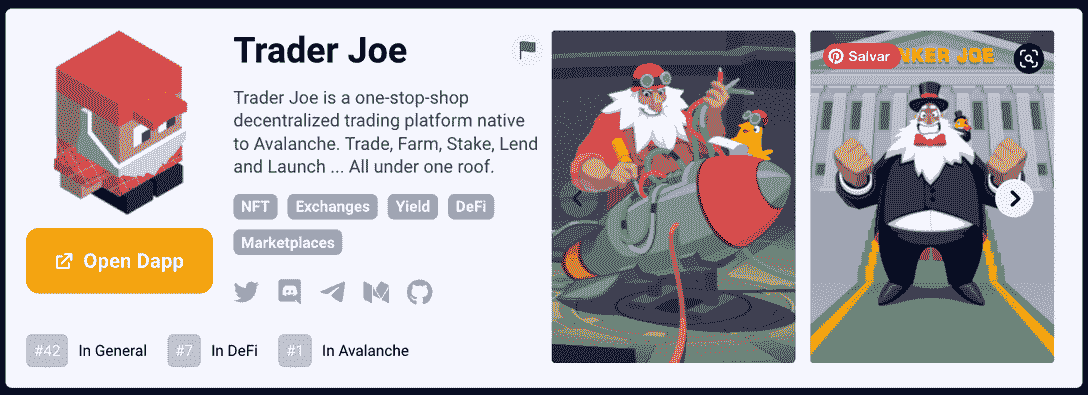 Trader Joe
Trader Joe is a one-stop-shop
decentralized trading platform native
to Avalanche. Trade, Farm, Stake, Lend
and Launch ... All under one roof.
NFT Exchanges Yield DeFi
Marketplaces
Open Dapp
#42 In General #7 In DeFi #1 In Avalanche
Salvar
NKER JOE